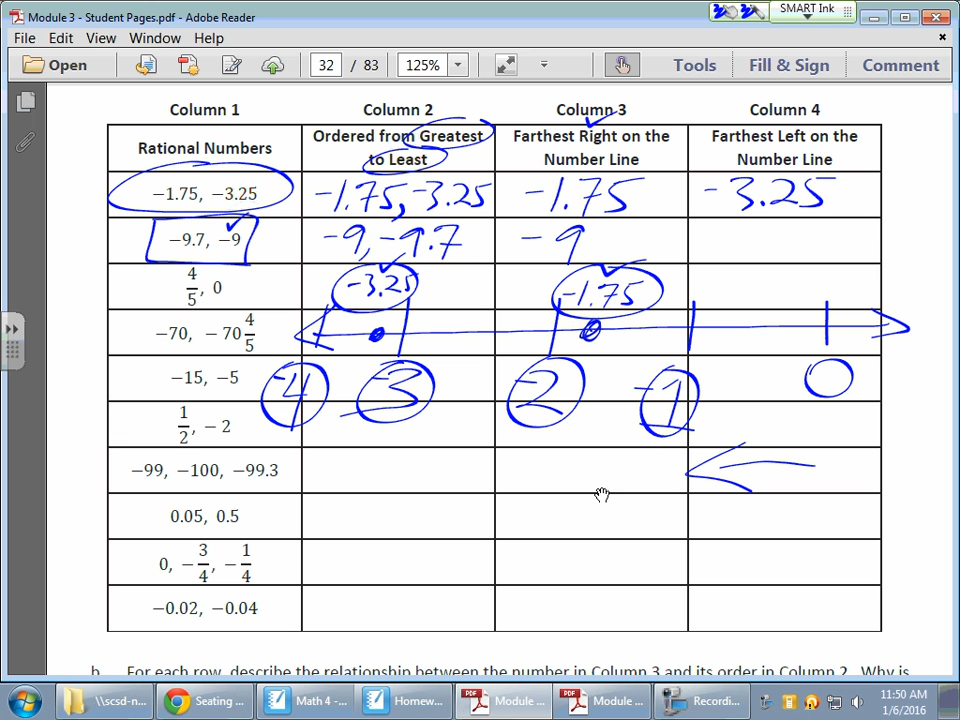 Module 3 - Student Pages.pdf - Adobe Reader
SMART Ink
File Edit View Window Help
Open 32 / 83 125% Tools Fill & Sign Comment
Column 1 Column 2 Column 3 Column 4
Rational Numbers Ordered from Greatest to Least Farthest Right on the Number Line Farthest Left on the Number Line
−1.75, −3.25 -1.75, -3.25 -1.75 -3.25
−9.7, −9 -9, -9.7 -9
4/5, 0 -3.25 -1.75
−70, −70 4/5
−15, −5 -4 -3 -2 -1 0
1/2, −2
−99, −100, −99.3
0.05, 0.5
0, −3/4, −1/4
−0.02, −0.04
b. For each row, describe the relationship between the number in Column 3 and its order in Column 2. Why is
\\sccd-n... Seating ... Math 4 -... Homew... Module ... Module ... Recordi... 11:50 AM
1/6/2016